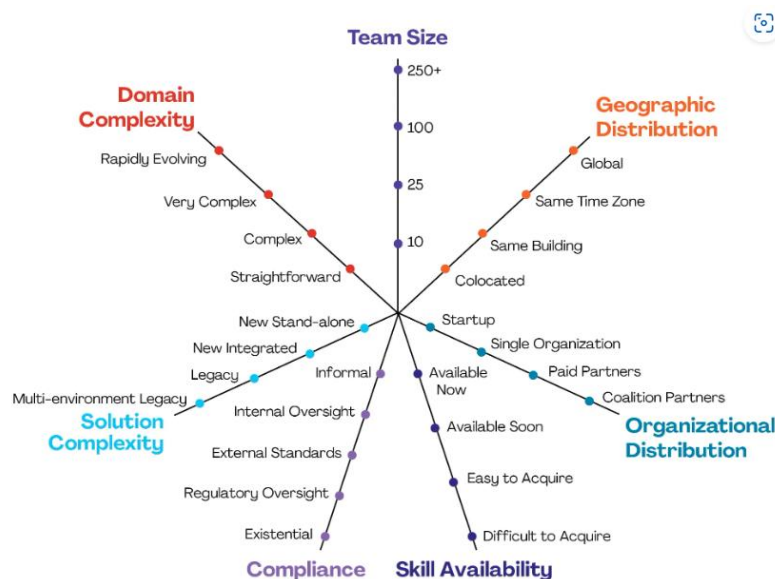 Team Size
250+
100
25
10
Domain
Complexity
Rapidly Evolving
Very Complex
Complex
Straightforward
Geographic
Distribution
Global
Same Time Zone
Same Building
Colocated
New Stand-alone
New Integrated
Legacy
Multi-environment Legacy
Solution
Complexity
Startup
Single Organization
Paid Partners
Coalition Partners
Organizational
Distribution
Informal
Internal Oversight
External Standards
Regulatory Oversight
Existential
Compliance
Available
Now
Available Soon
Easy to Acquire
Difficult to Acquire
Skill Availability